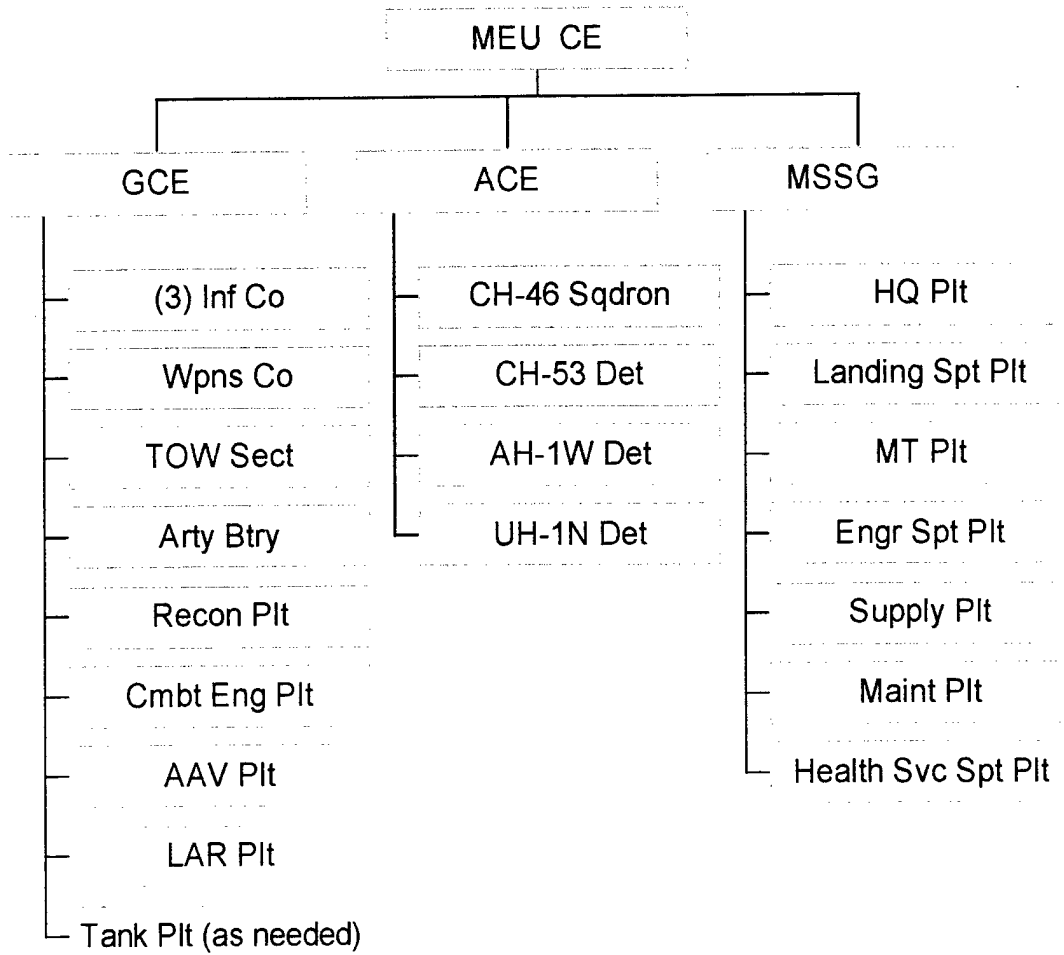 MEU CE
GCE
ACE
MSSG
(3) Inf Co
Wpns Co
TOW Sect
Arty Btry
Recon Plt
Cmbt Eng Plt
AAV Plt
LAR Plt
Tank Plt (as needed)
CH-46 Sqdron
CH-53 Det
AH-1W Det
UH-1N Det
HQ Plt
Landing Spt Plt
MT Plt
Engr Spt Plt
Supply Plt
Maint Plt
Health Svc Spt Plt